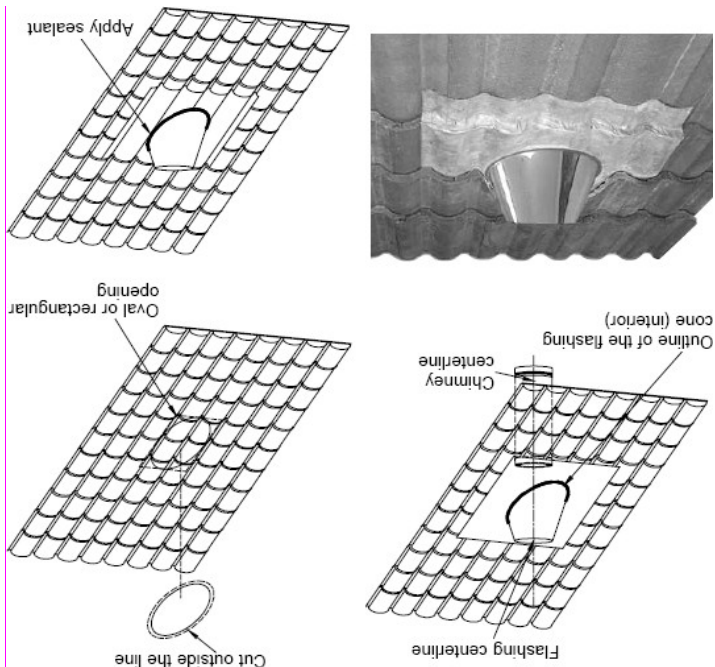 Flashing centerline
Chimney
centerline
Outline of the flashing
cone (interior)
Cut outside the line
Oval or rectangular
opening
Apply sealant